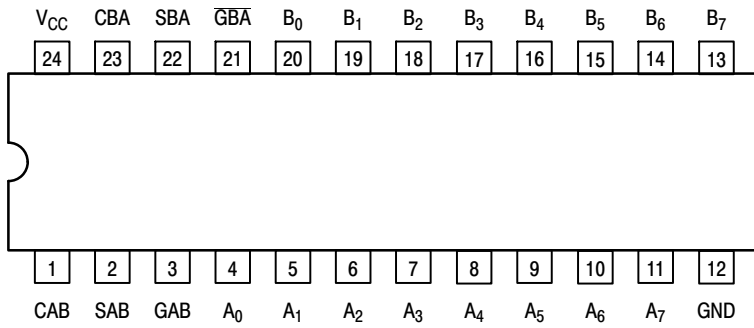 V_CC CBA SBA G̅B̅A̅ B₀ B₁ B₂ B₃ B₄ B₅ B₆ B₇
24 23 22 21 20 19 18 17 16 15 14 13
1 2 3 4 5 6 7 8 9 10 11 12
CAB SAB GAB A₀ A₁ A₂ A₃ A₄ A₅ A₆ A₇ GND